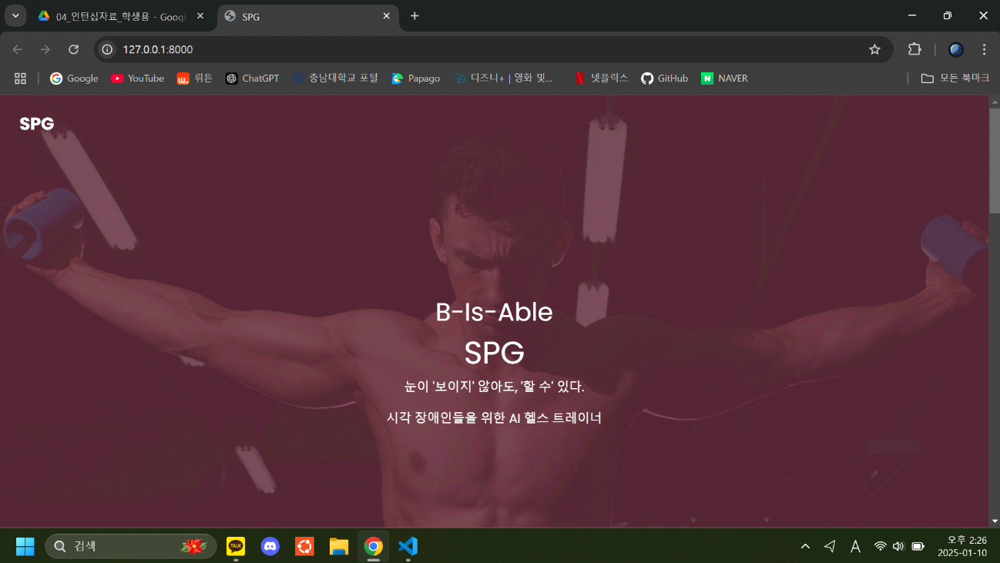 04_인턴십자료_학생용 - Googl
SPG
127.0.0.1:8000
Google
YouTube
뤼튼
ChatGPT
충남대학교 포털
Papago
디즈니+ | 영화 및...
넷플릭스
GitHub
NAVER
모든 북마크
SPG
B-Is-Able
SPG
눈이 '보이지' 않아도, '할 수' 있다.
시각 장애인들을 위한 AI 헬스 트레이너
검색
TALK
A
오후 2:26
2025-01-10